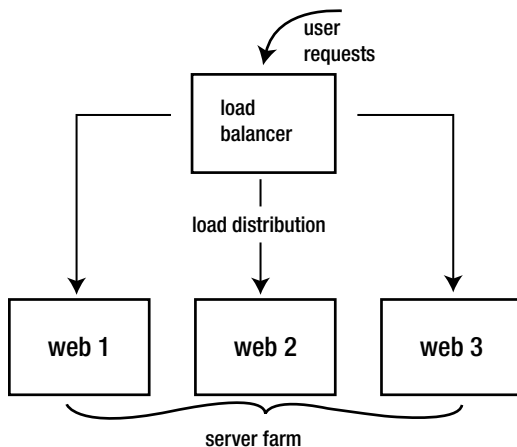 user
requests
load
balancer
load distribution
web 1
web 2
web 3
server farm